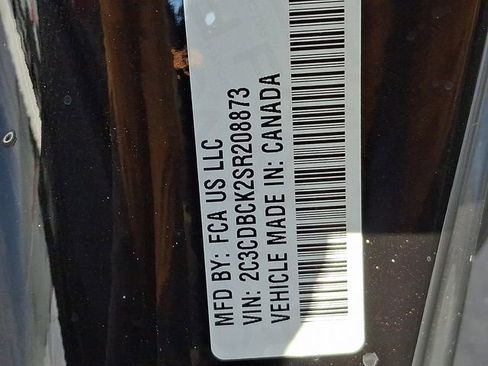 MFD BY: FCA US LLC
VIN: 2C3CDBCK2SR208873
VEHICLE MADE IN: CANADA